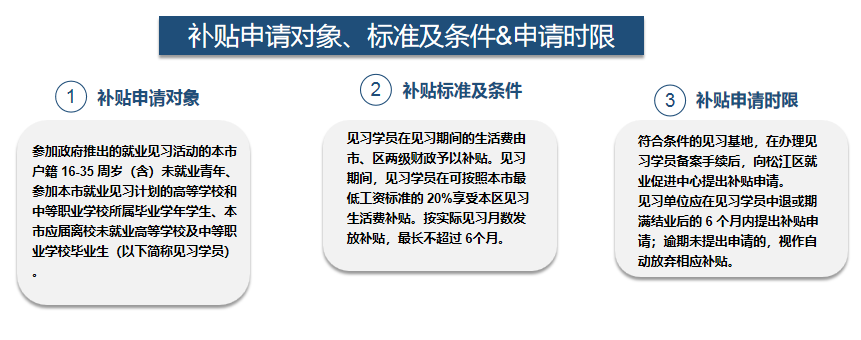 补贴申请对象、标准及条件&申请时限
1 补贴申请对象
参加政府推出的就业见习活动的本市
户籍 16-35 周岁（含）未就业青年、
参加本市就业见习计划的高等学校和
中等职业学校所属毕业学年学生、本
市应届离校未就业高等学校及中等职
业学校毕业生（以下简称见习学员）
。
2 补贴标准及条件
见习学员在见习期间的生活费由
市、区两级财政予以补贴。见习
期间，见习学员在可按照本市最
低工资标准的 20%享受本区见习
生活费补贴。按实际见习月数发
放补贴，最长不超过 6个月。
3 补贴申请时限
符合条件的见习基地，在办理见
习学员备案手续后，向松江区就
业促进中心提出补贴申请。
见习单位应在见习学员中退或期
满结业后的 6 个月内提出补贴申
请；逾期未提出申请的，视作自
动放弃相应补贴。